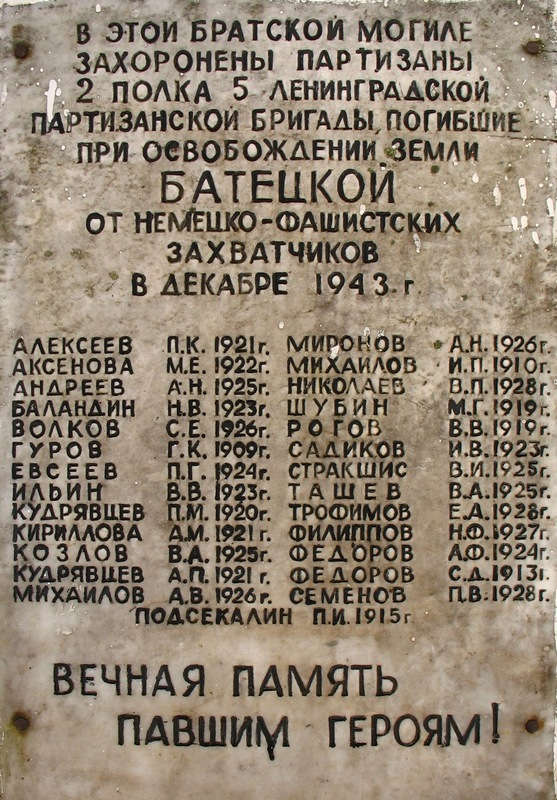 В ЭТОЙ БРАТСКОЙ МОГИЛЕ
ЗАХОРОНЕНЫ ПАРТИЗАНЫ
2 ПОЛКА 5 ЛЕНИНГРАДСКОЙ
ПАРТИЗАНСКОЙ БРИГАДЫ, ПОГИБШИЕ
ПРИ ОСВОБОЖДЕНИИ ЗЕМЛИ
БАТЕЦКОЙ
ОТ НЕМЕЦКО-ФАШИСТСКИХ
ЗАХВАТЧИКОВ
В ДЕКАБРЕ 1943 г.
АЛЕКСЕЕВ П.К. 1921г. МИРОНОВ А.Н. 1926г.
АКСЕНОВА М.Е. 1922г. МИХАИЛОВ И.П. 1910г.
АНДРЕЕВ А.Н. 1925г. НИКОЛАЕВ В.П. 1928г.
БАЛАНДИН Н.В. 1923г. ШУБИН М.Г. 1919г.
ВОЛКОВ С.Е. 1926г. РОГОВ В.В. 1919г.
ГУРОВ Г.К. 1909г. САДИКОВ И.В. 1923г.
ЕВСЕЕВ П.Г. 1924г. СТРАКШИС В.И. 1925г.
ИЛЬИН В.В. 1923г. ТАШЕВ В.А. 1925г.
КУДРЯВЦЕВ П.М. 1920г. ТРОФИМОВ Е.А. 1928г.
КИРИЛЛОВА А.М. 1921г. ФИЛИППОВ Н.Ф. 1927г.
КОЗЛОВ В.А. 1925г. ФЕДОРОВ А.Ф. 1924г.
КУДРЯВЦЕВ А.П. 1921г. ФЕДОРОВ С.Д. 1913г.
МИХАИЛОВ А.В. 1926г. СЕМЕНОВ П.В. 1928г.
ПОДСЕКАЛИН П.И. 1915г
ВЕЧНАЯ ПАМЯТЬ
ПАВШИМ ГЕРОЯМ!